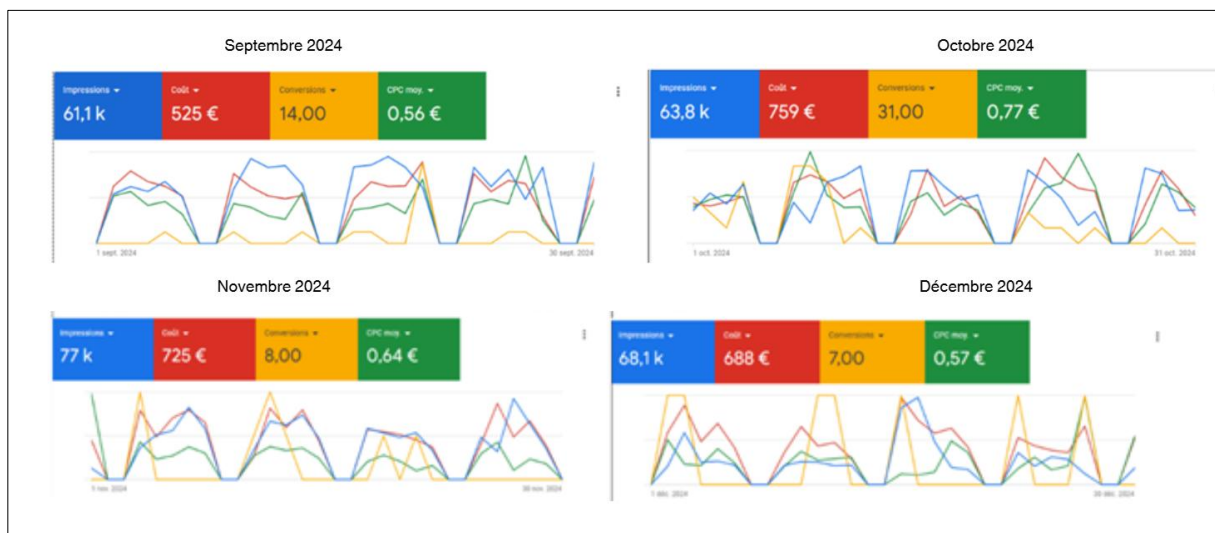 Septembre 2024
Impressions
Coût
Conversions
CPC moy.
61,1 k
525 €
14,00
0,56 €
1 sept. 2024
30 sept. 2024
Octobre 2024
Impressions
Coût
Conversions
CPC moy.
63,8 k
759 €
31,00
0,77 €
1 oct. 2024
31 oct. 2024
Novembre 2024
Impressions
Coût
Conversions
CPC moy.
77 k
725 €
8,00
0,64 €
1 nov. 2024
30 nov. 2024
Décembre 2024
Impressions
Coût
Conversions
CPC moy.
68,1 k
688 €
7,00
0,57 €
1 déc. 2024